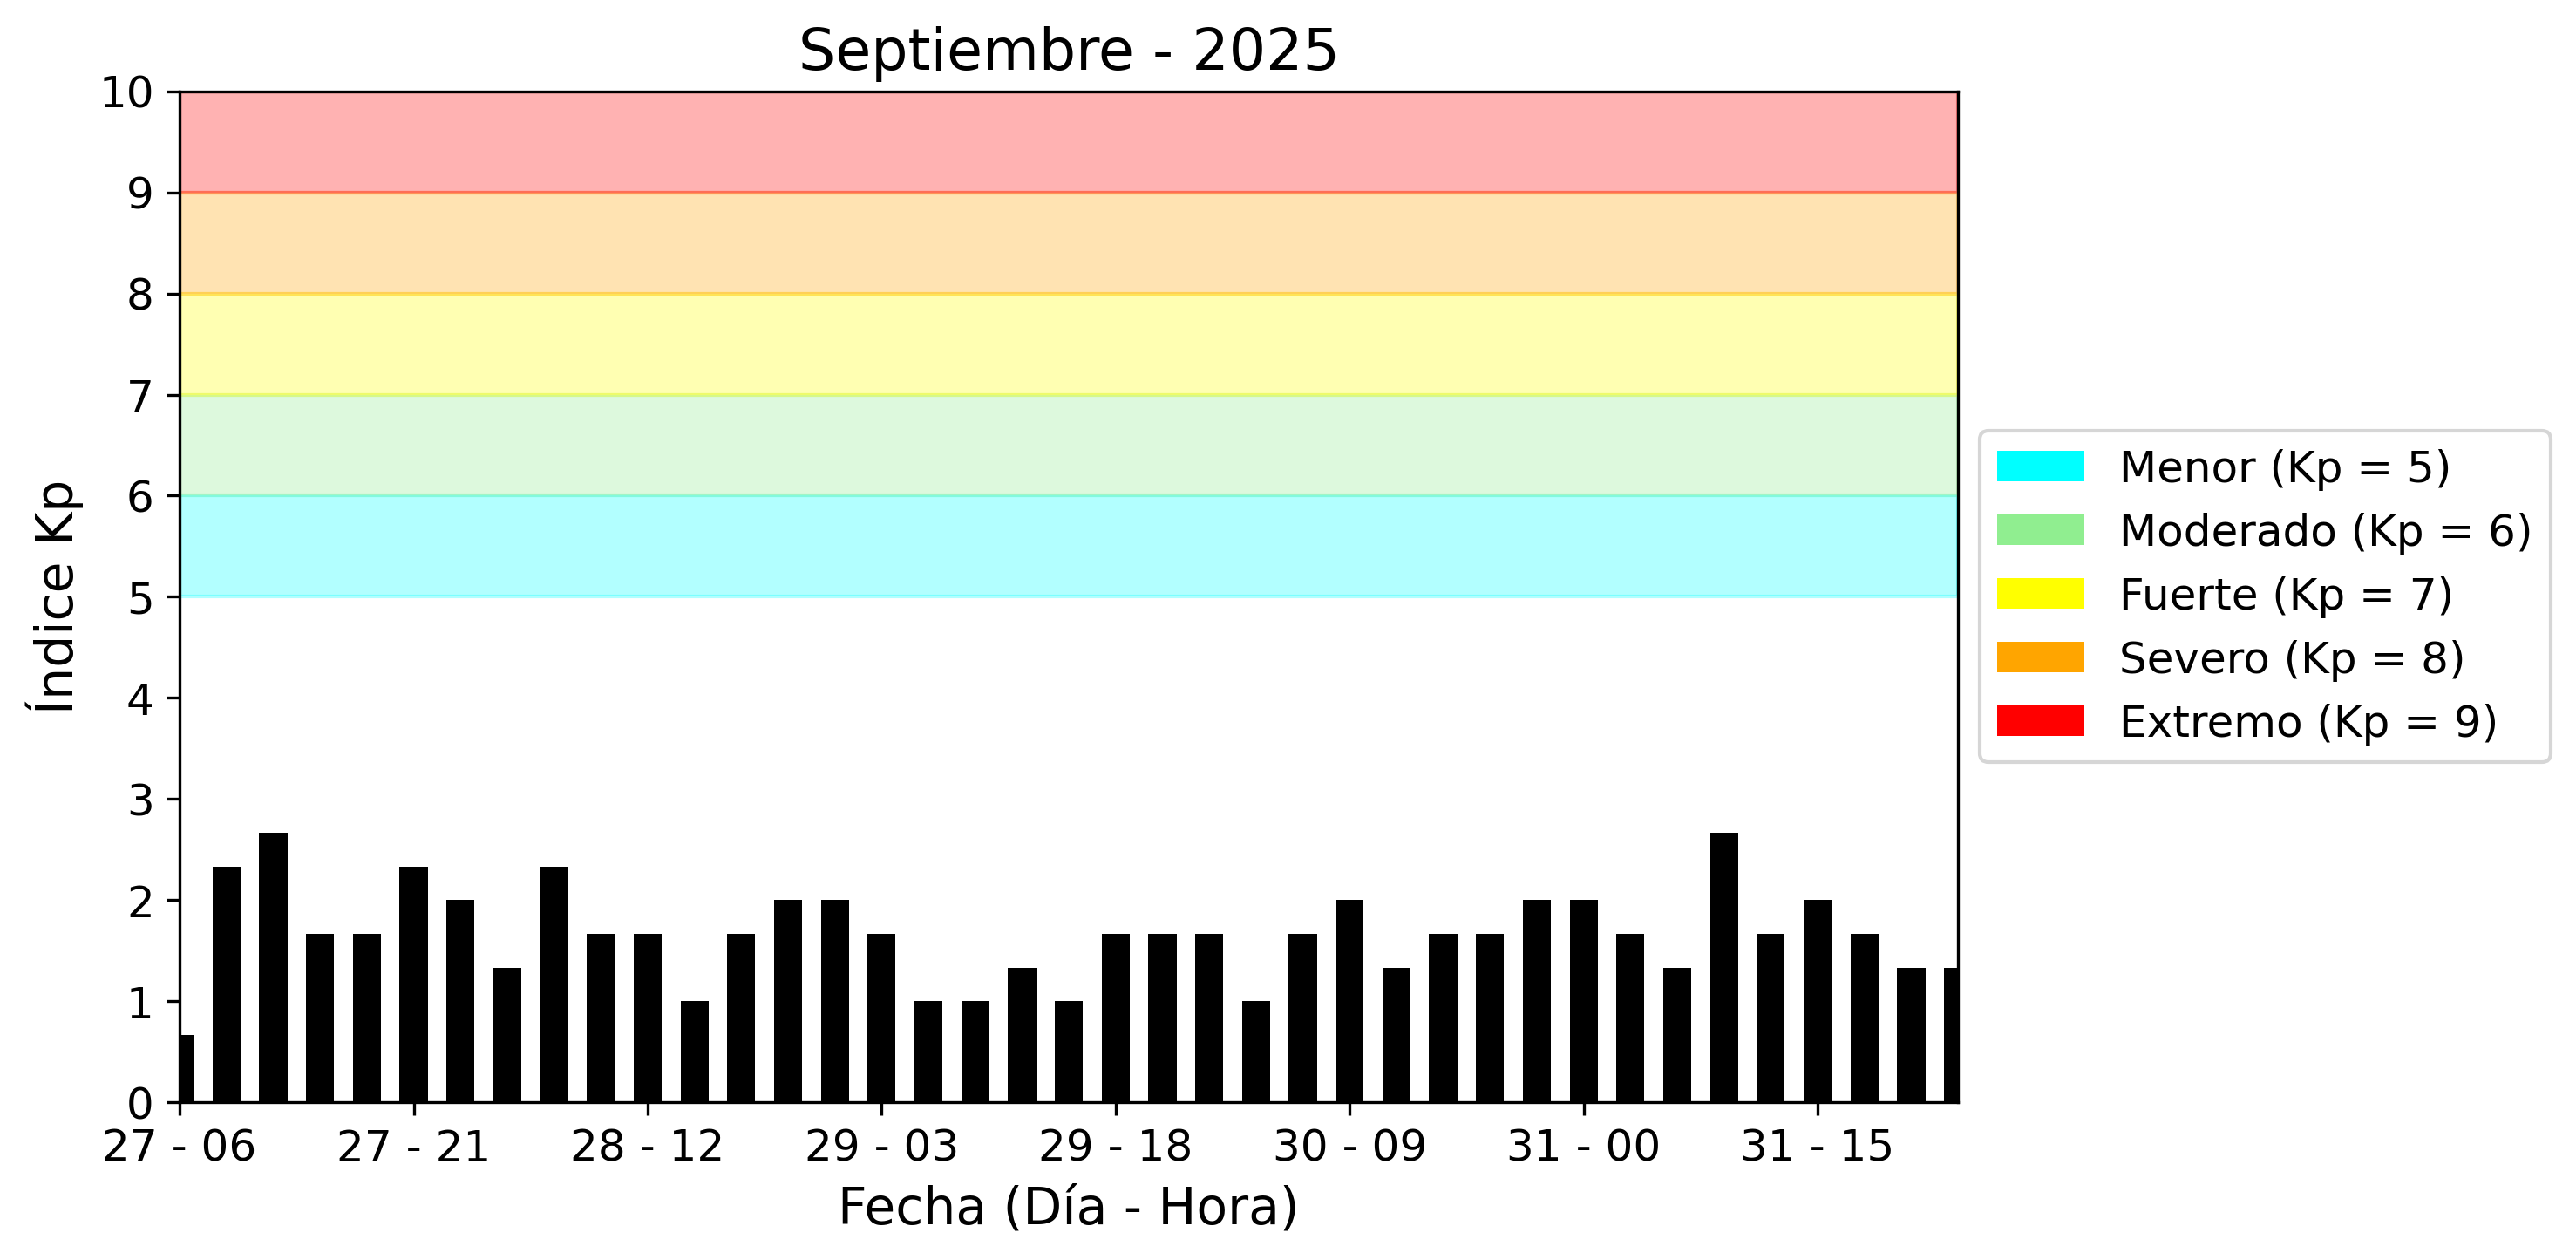 Septiembre - 2025
10
9
8
7
6
5
4
3
2
1
0
Índice Kp
27 - 06
27 - 21
28 - 12
29 - 03
29 - 18
30 - 09
31 - 00
31 - 15
Fecha (Día - Hora)
Menor (Kp = 5)
Moderado (Kp = 6)
Fuerte (Kp = 7)
Severo (Kp = 8)
Extremo (Kp = 9)